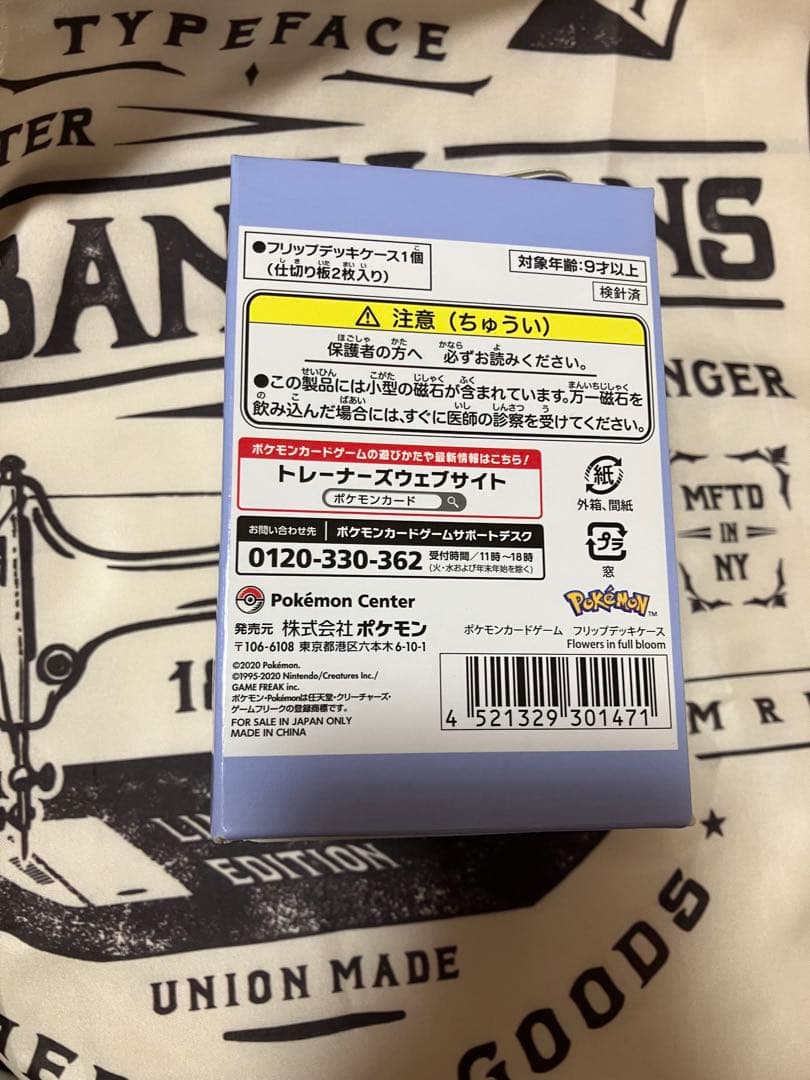 TYPEFACE
TER
BAN
NS
NGER
MFTD
IN
NY
●フリップデッキケース1個
(仕切り板2枚入り)
対象年齢:9才以上
検針済
⚠ 注意(ちゅうい)
保護者の方へ 必ずお読みください。
●この製品には小型の磁石が含まれています。万一磁石を
飲み込んだ場合には、すぐに医師の診察を受けてください。
ポケモンカードゲームの遊びかたや最新情報はこちら!
トレーナーズウェブサイト
ポケモンカード
紙
外箱、間紙
お問い合わせ先 ポケモンカードゲームサポートデスク
0120-330-362 受付時間/11時〜18時
(火・水および年末年始を除く)
プラ
窓
Pokémon Center
POKéMON™
発売元 株式会社 ポケモン
〒106-6108 東京都港区六本木6-10-1
ポケモンカードゲーム フリップデッキケース
Flowers in full bloom
©2020 Pokémon.
©1995-2020 Nintendo/Creatures Inc./
GAME FREAK inc.
ポケモン・Pokémonは任天堂・クリーチャーズ・
ゲームフリークの登録商標です。
FOR SALE IN JAPAN ONLY
MADE IN CHINA
4 521329 301471
18
EDITION
UNION MADE
GOODS